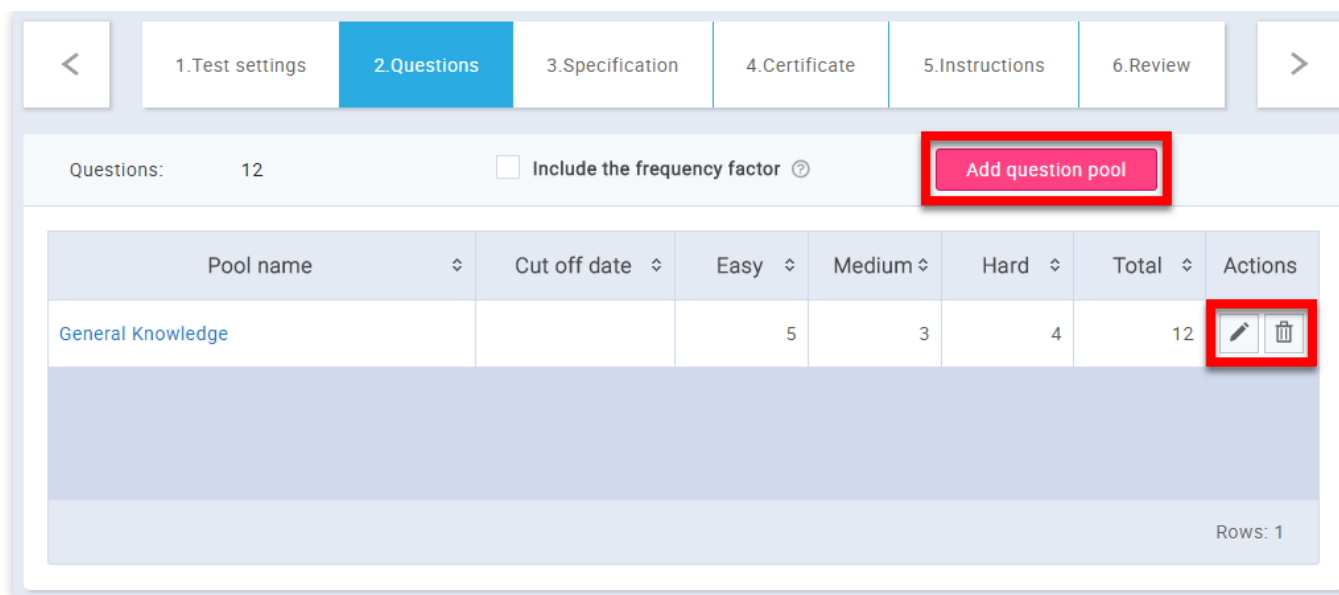 1.Test settings 2.Questions 3.Specification 4.Certificate 5.Instructions 6.Review
Questions: 12 Include the frequency factor Add question pool
Pool name Cut off date Easy Medium Hard Total Actions
General Knowledge 5 3 4 12
Rows: 1